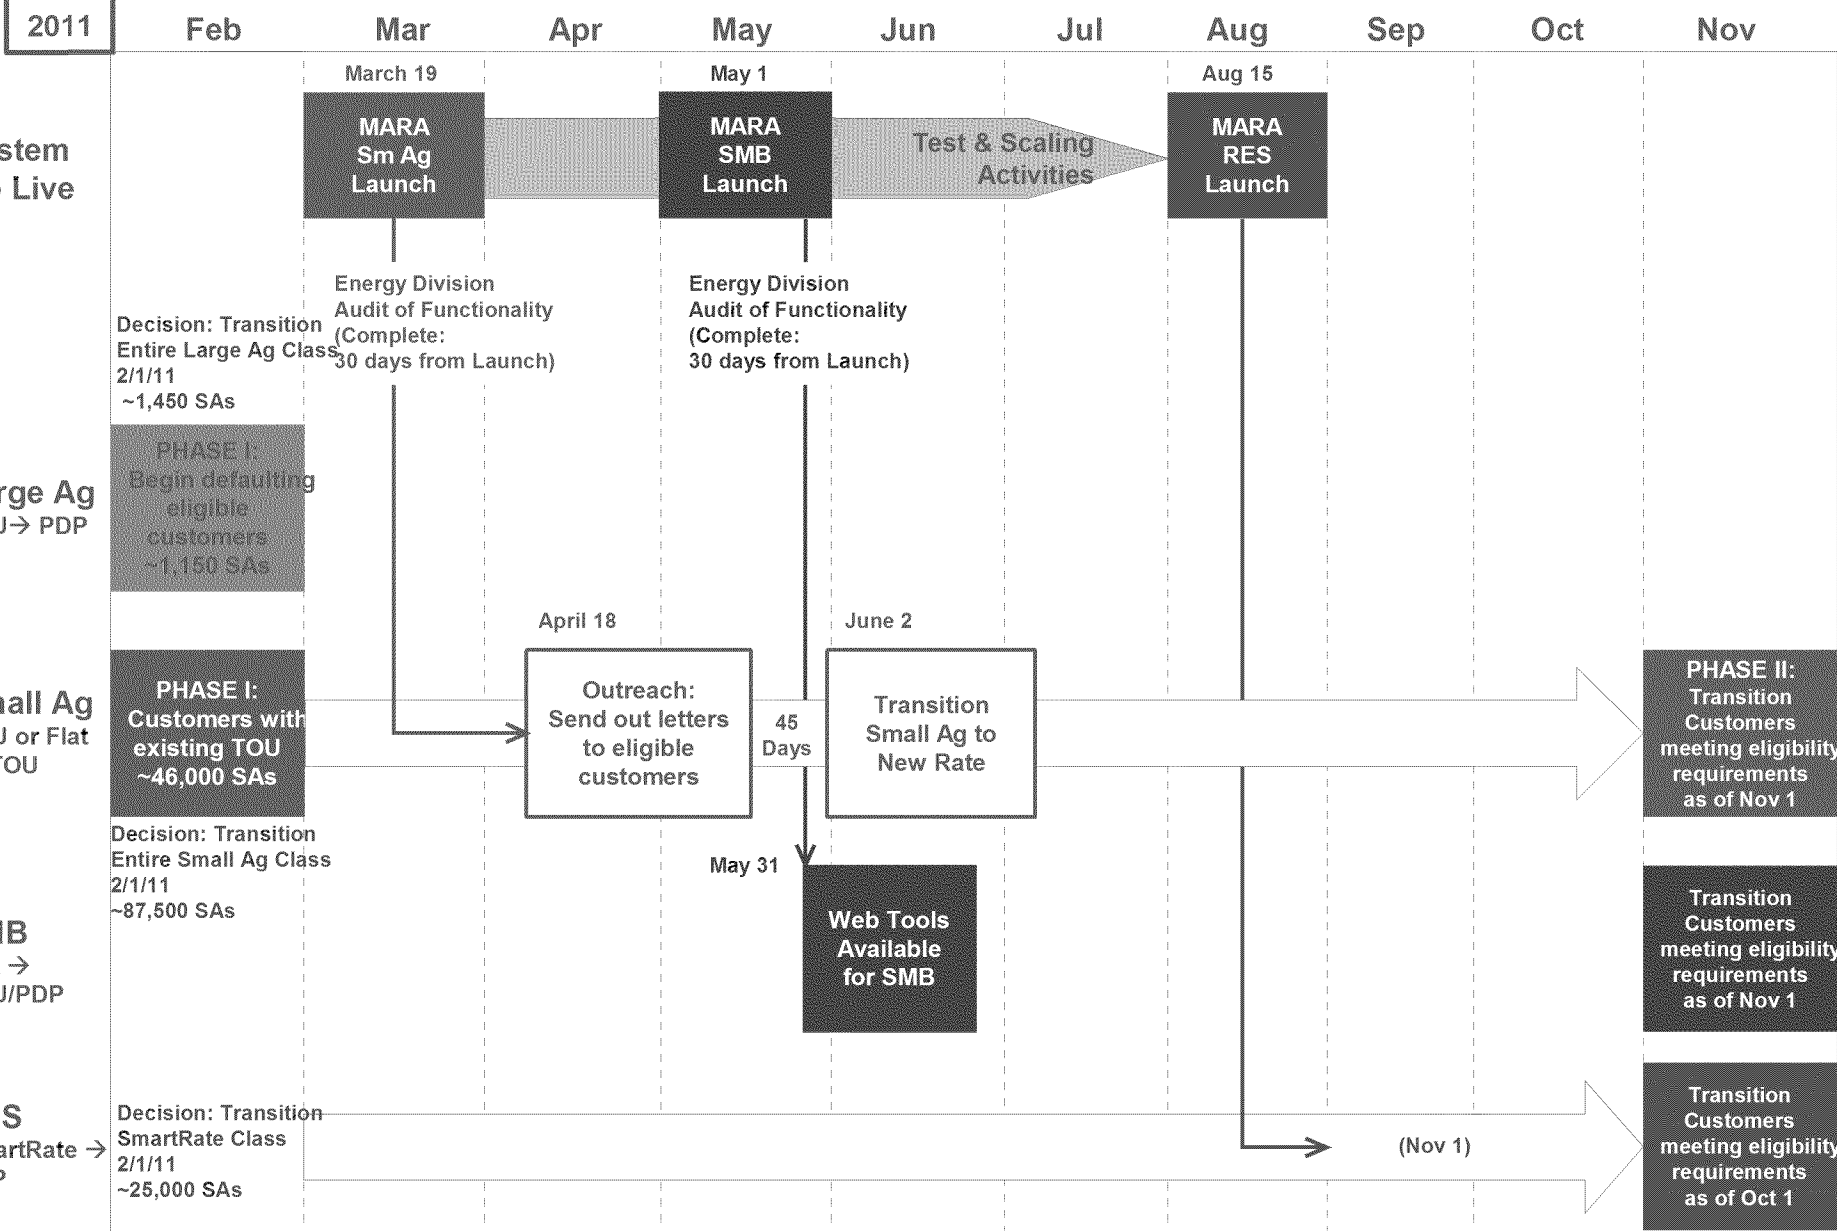 2011
Feb
Mar
Apr
May
Jun
Jul
Aug
Sep
Oct
Nov
March 19
May 1
Aug 15
stem
Live
MARA
Sm Ag
Launch
MARA
SMB
Launch
Test & Scaling
Activities
MARA
RES
Launch
Energy Division
Audit of Functionality
(Complete:
30 days from Launch)
Energy Division
Audit of Functionality
(Complete:
30 days from Launch)
Decision: Transition
Entire Large Ag Class
2/1/11
~1,450 SAs
rge Ag
J→ PDP
PHASE I:
Begin defaulting
eligible
customers
~1,150 SAs
April 18
June 2
all Ag
J or Flat
OU
PHASE I:
Customers with
existing TOU
~46,000 SAs
Outreach:
Send out letters
to eligible
customers
45
Days
Transition
Small Ag to
New Rate
PHASE II:
Transition
Customers
meeting eligibility
requirements
as of Nov 1
Decision: Transition
Entire Small Ag Class
2/1/11
~87,500 SAs
May 31
IB
→
J/PDP
Web Tools
Available
for SMB
Transition
Customers
meeting eligibility
requirements
as of Nov 1
S
artRate →
Decision: Transition
SmartRate Class
2/1/11
~25,000 SAs
(Nov 1)
Transition
Customers
meeting eligibility
requirements
as of Oct 1